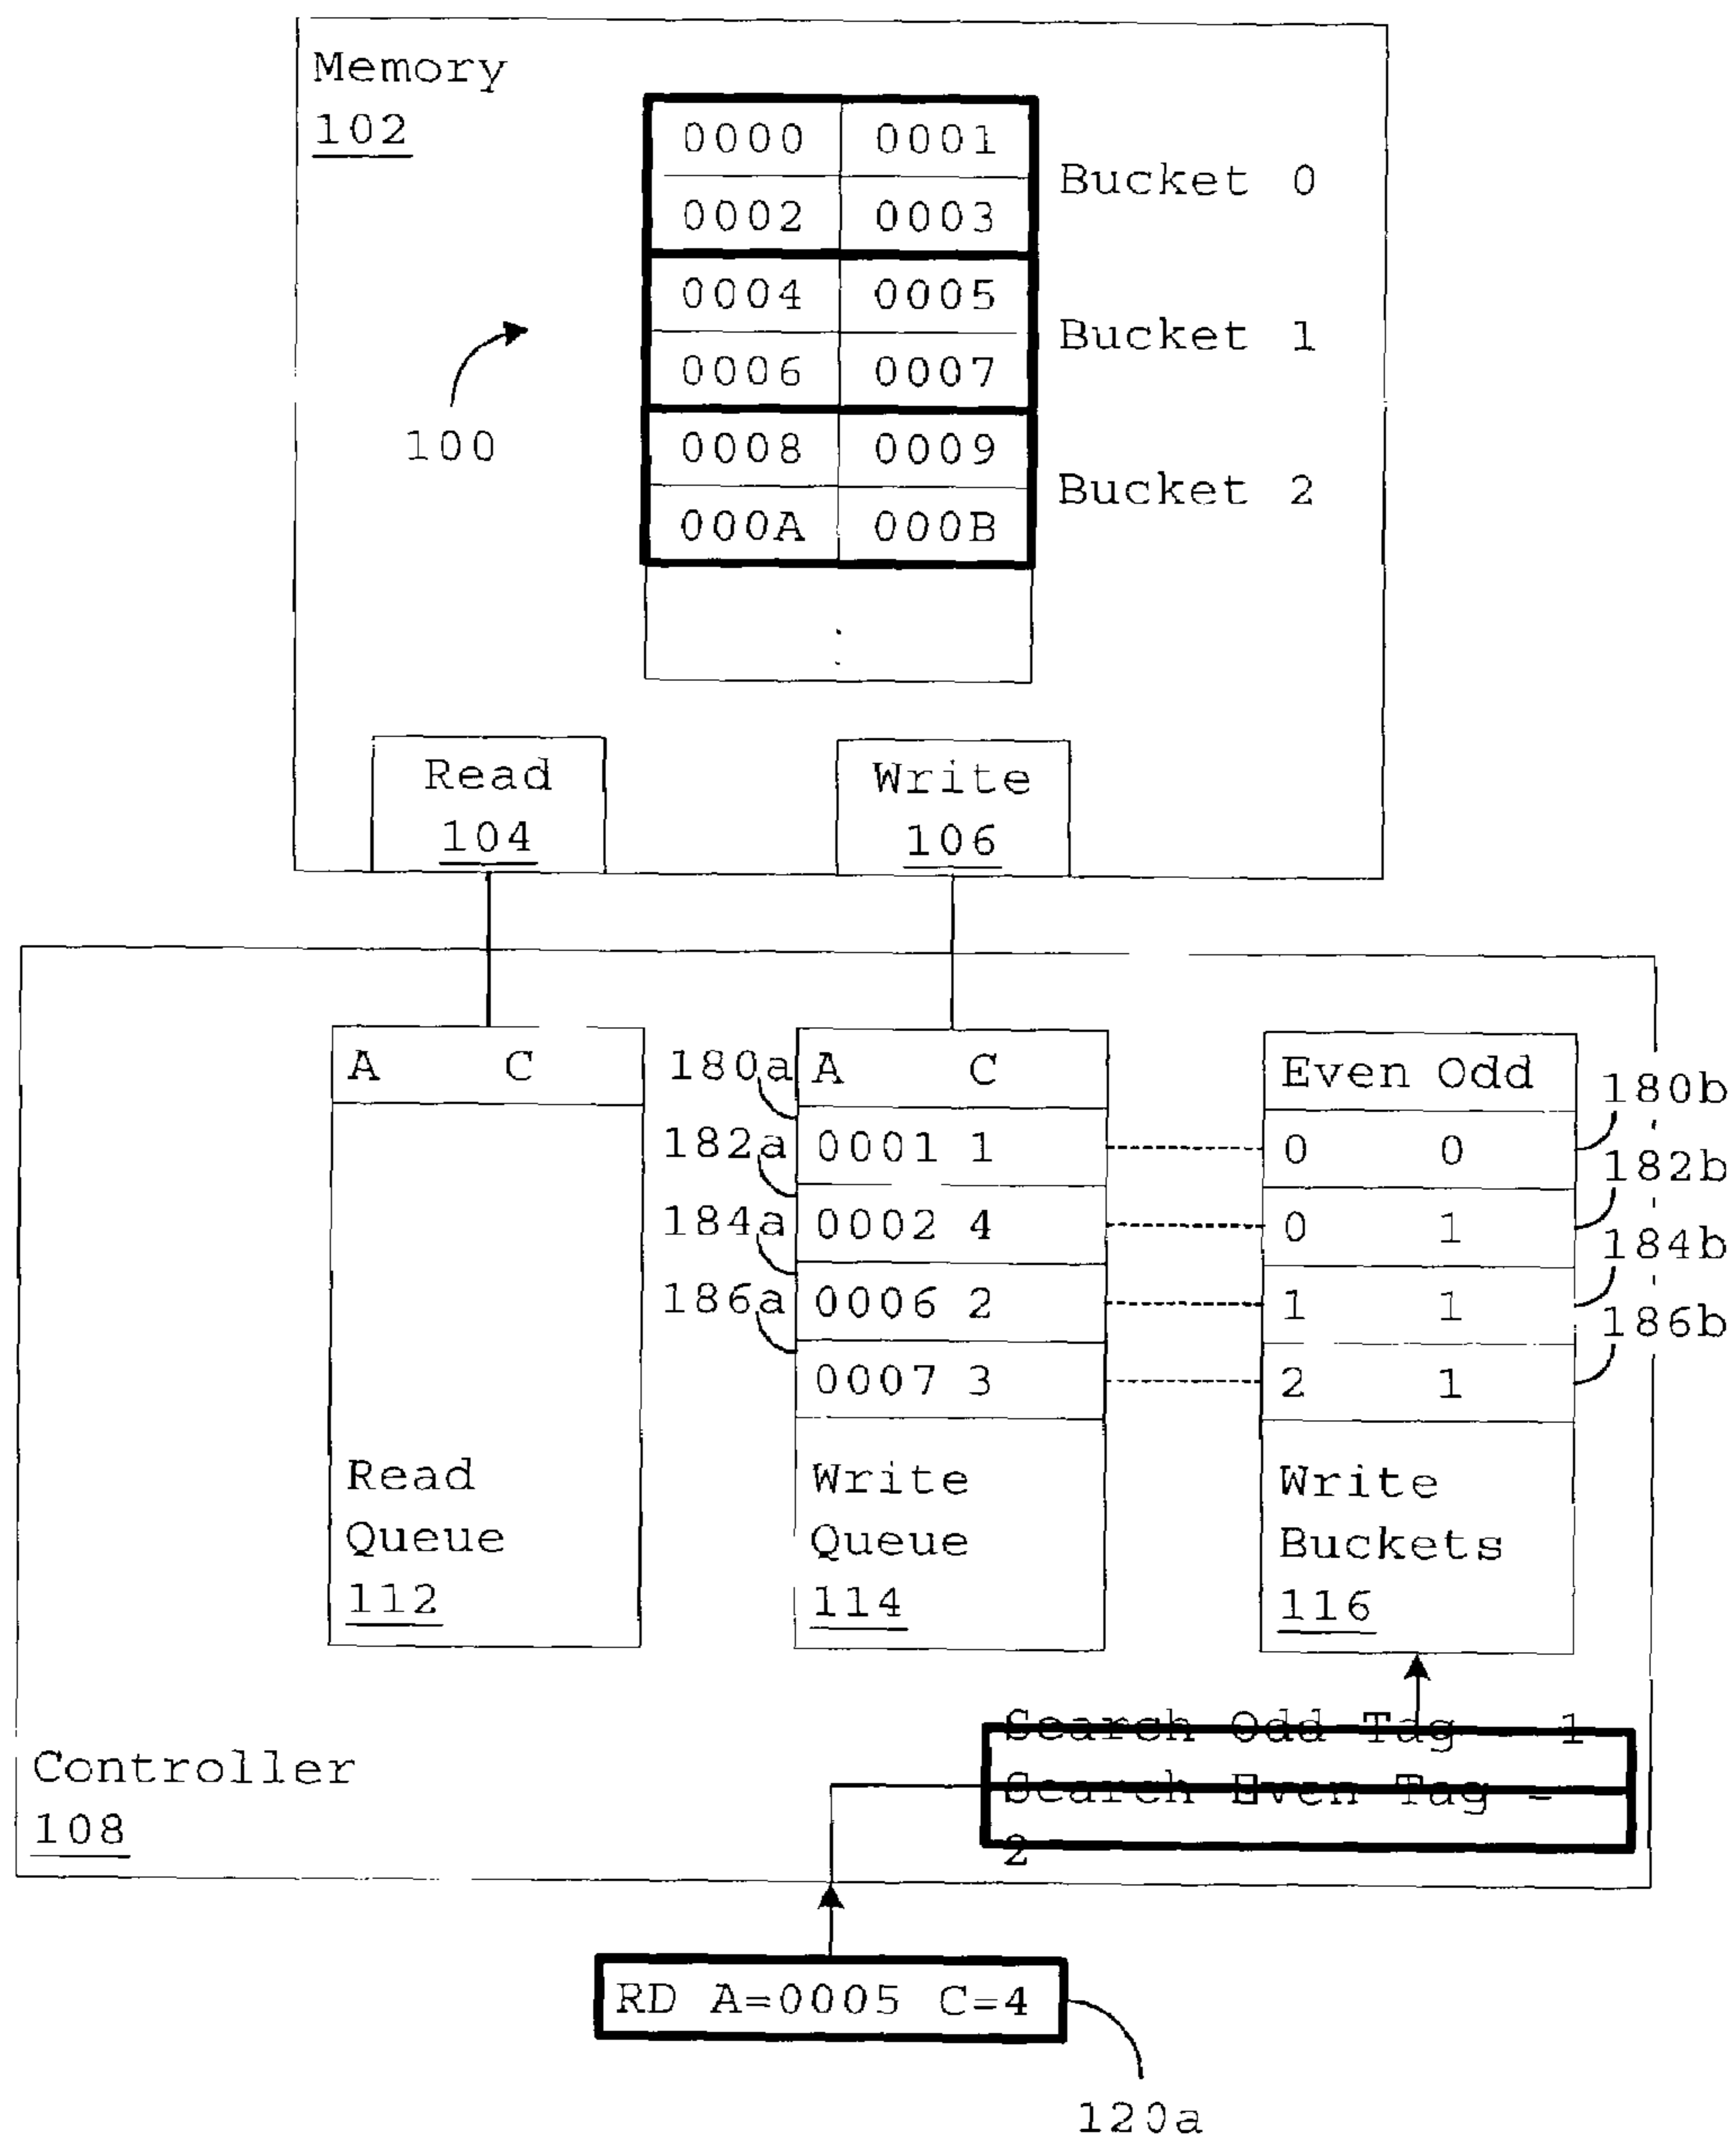 Memory
102
0000 0001
Bucket 0
0002 0003
0004 0005
Bucket 1
0006 0007
100
0008 0009
Bucket 2
000A 000B
:
Read
104
Write
106
A C
180a
A C
Even Odd
180b
182a
0001 1
0 0
182b
184a
0002 4
0 1
184b
186a
0006 2
1 1
186b
0007 3
2 1
Read
Queue
112
Write
Queue
114
Write
Buckets
116
Search Odd Tag = 1
Search Even Tag =
2
Controller
108
RD A=0005 C=4
120a